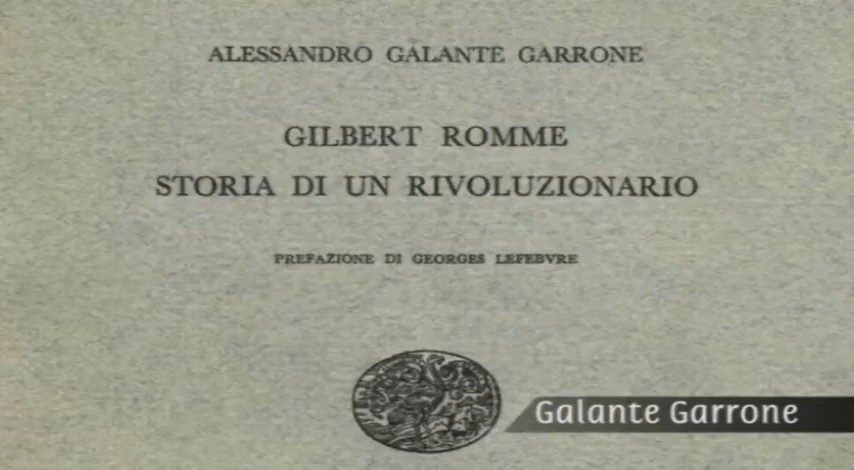 ALESSANDRO GALANTE GARRONE
GILBERT ROMME
STORIA DI UN RIVOLUZIONARIO
PREFAZIONE DI GEORGES LEFEBVRE
Galante Garrone